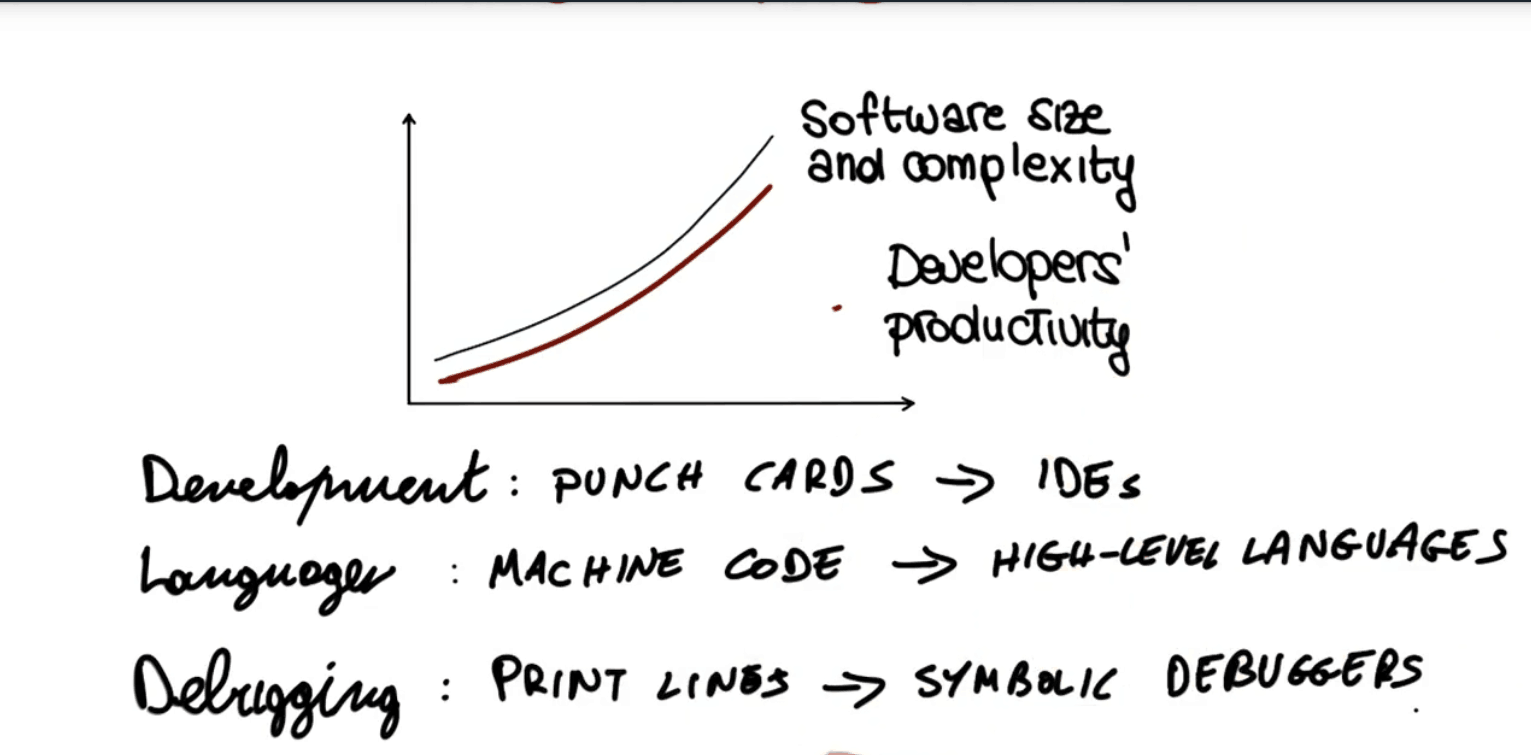 Software size
and complexity
Developers'
productivity
Development : PUNCH CARDS → IDEs
Languages : MACHINE CODE → HIGH-LEVEL LANGUAGES
Debugging : PRINT LINES → SYMBOLIC DEBUGGERS